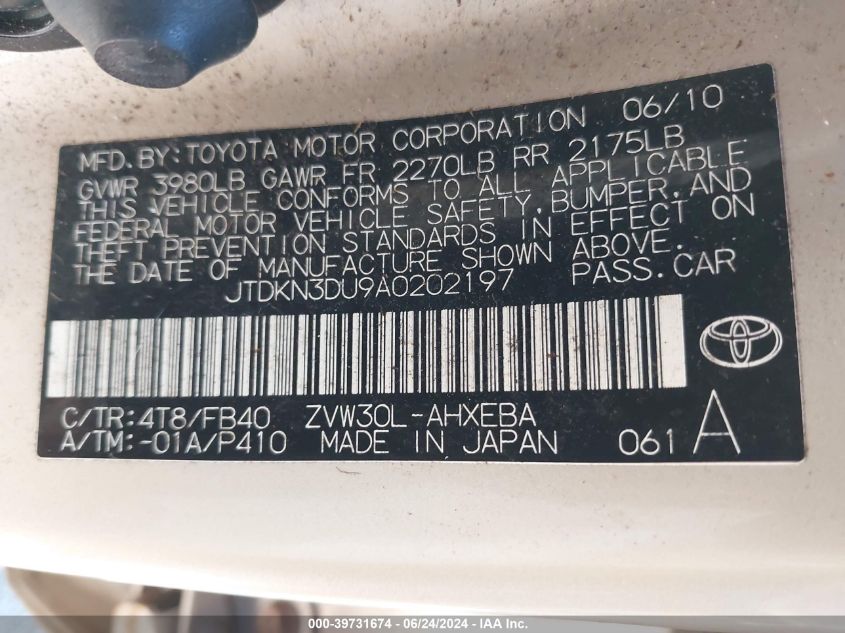 MFD. BY: TOYOTA MOTOR CORPORATION 06/10
GVWR 3980LB GAWR FR 2270LB RR 2175LB
THIS VEHICLE CONFORMS TO ALL APPLICABLE
FEDERAL MOTOR VEHICLE SAFETY, BUMPER, AND
THEFT PREVENTION STANDARDS IN EFFECT ON
THE DATE OF MANUFACTURE SHOWN ABOVE.
JTDKN3DU9A0202197 PASS. CAR
C/TR: 4T8/FB40 ZVW30L-AHXEBA
A/TM: -01A/P410 MADE IN JAPAN 061 A
000-39731674 - 06/24/2024 - IAA